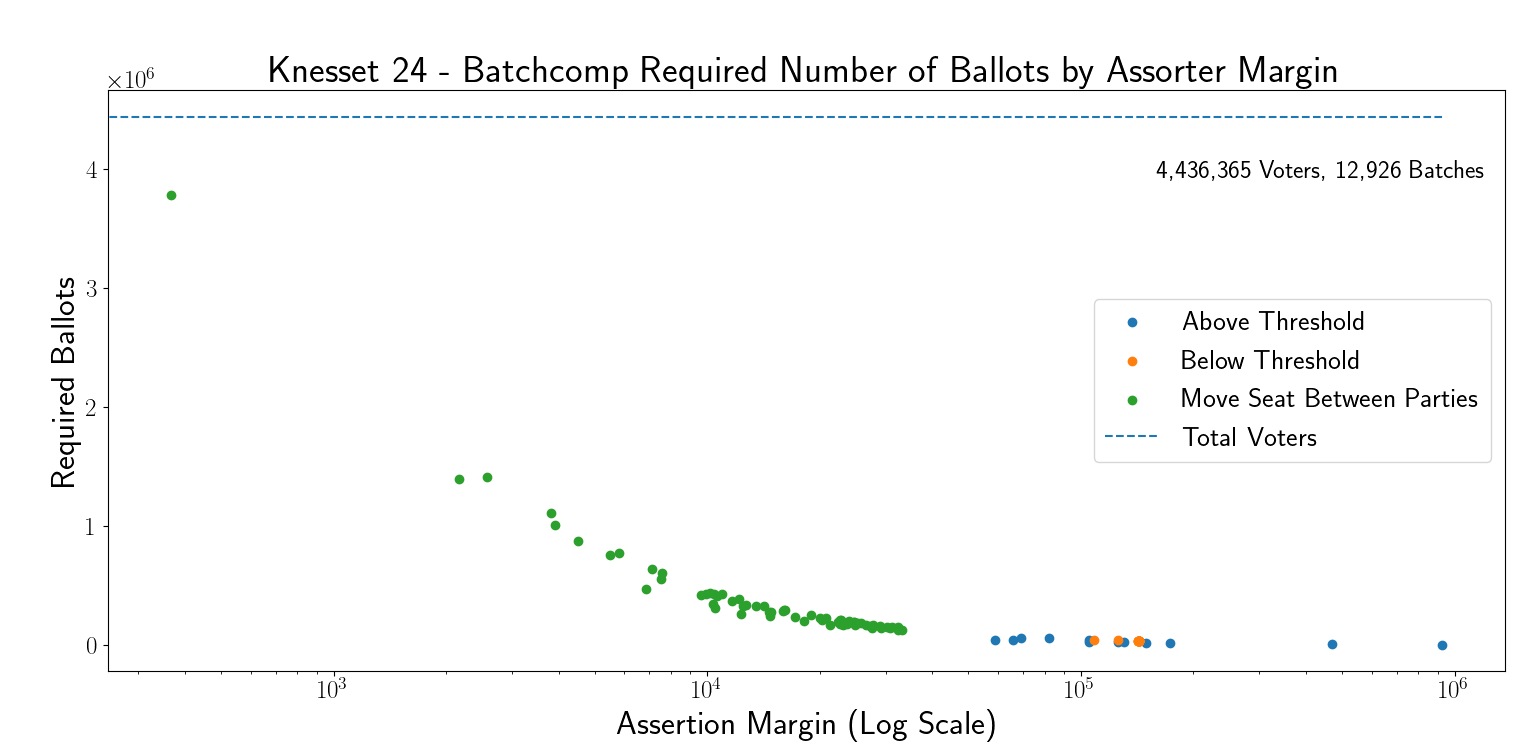 Knesset 24 - Batchcomp Required Number of Ballots by Assorter Margin
×10⁶
4,436,365 Voters, 12,926 Batches
4
3
2
1
0
Required Ballots
Above Threshold
Below Threshold
Move Seat Between Parties
Total Voters
10³
10⁴
10⁵
10⁶
Assertion Margin (Log Scale)